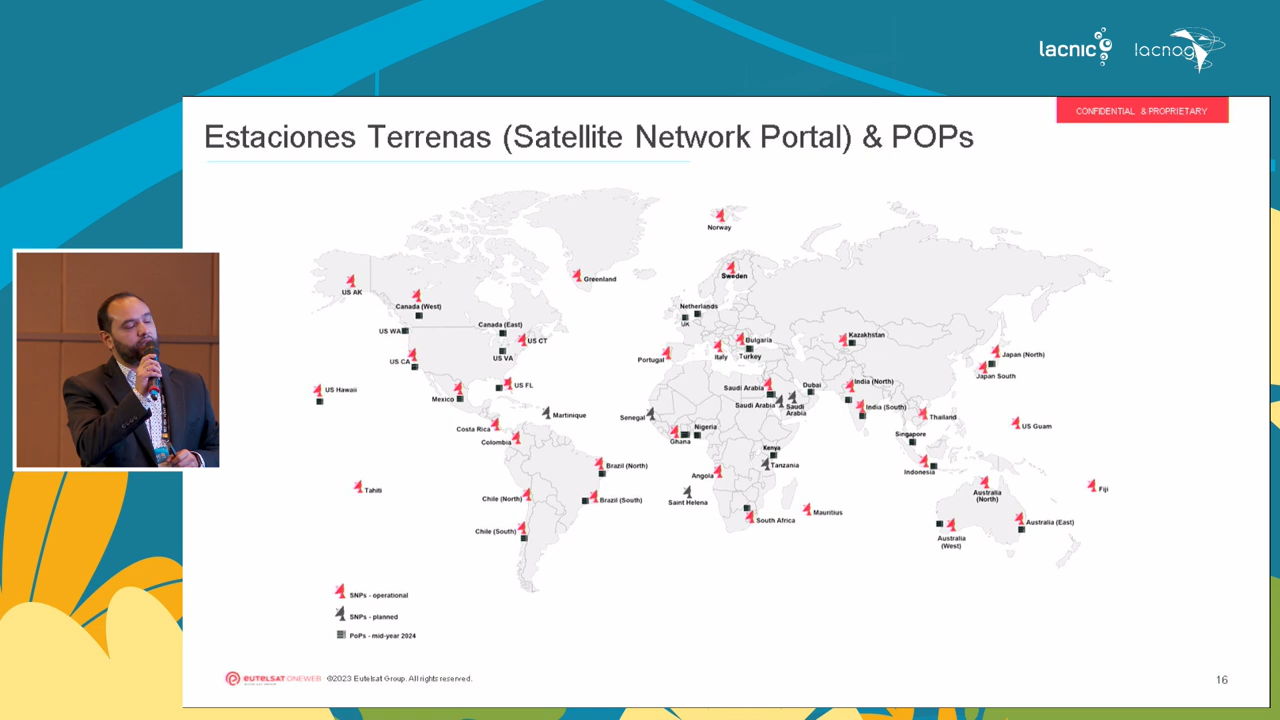 lacnic
lacnog
CONFIDENTIAL & PROPRIETARY
Estaciones Terrenas (Satellite Network Portal) & POPs
Norway
Sweden
Greenland
US AK
Canada (West)
Netherlands
UK
Canada (East)
US WA
US CT
Kazakhstan
Bulgaria
Turkey
Italy
Portugal
US VA
US CA
Japan (North)
Japan South
US Hawaii
US FL
Mexico
Saudi Arabia
Dubai
India (North)
Saudi Arabia
Saudi
Arabia
India (South)
Martinique
Senegal
Thailand
US Guam
Costa Rica
Colombia
Ghana
Nigeria
Singapore
Kenya
Tanzania
Indonesia
Brazil (North)
Angola
Tahiti
Fiji
Chile (North)
Brazil (South)
Saint Helena
Mauritius
South Africa
Australia
(North)
Australia (East)
Chile (South)
Australia
(West)
SNPs - operational
SNPs - planned
PoPs - mid-year 2024
eutelsat ONEWEB
©2023 Eutelsat Group. All rights reserved.
16